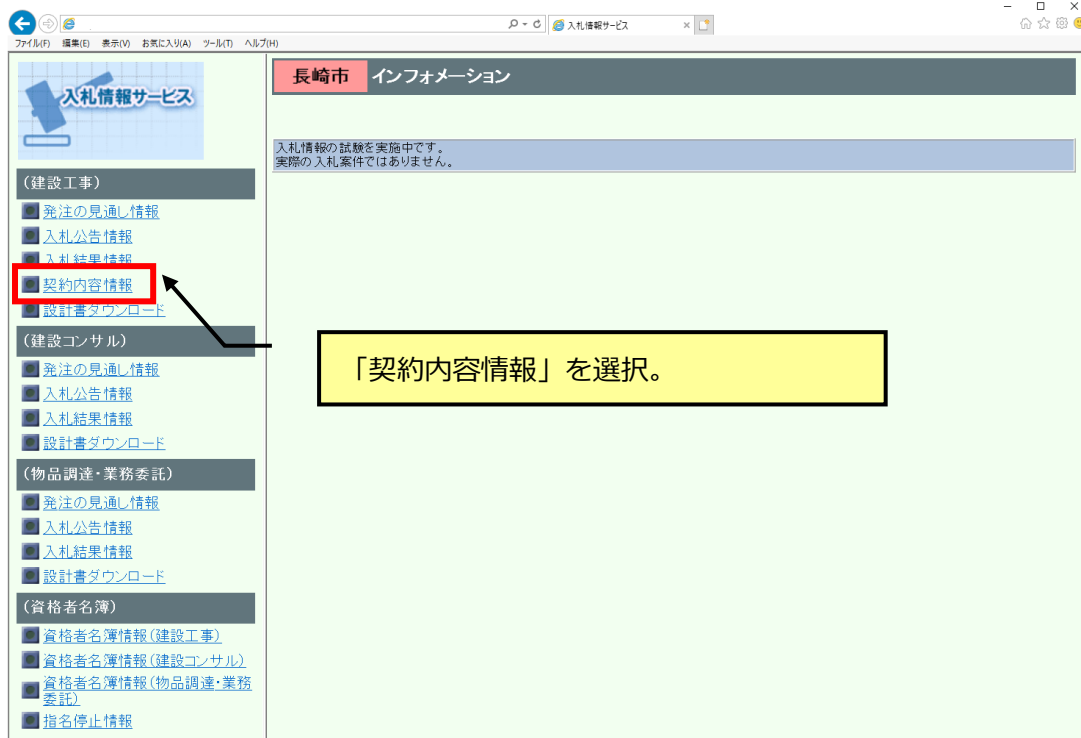 入札情報サービス
ファイル(F) 編集(E) 表示(V) お気に入り(A) ツール(T) ヘルプ(H)
入札情報サービス
長崎市 インフォメーション
入札情報の試験を実施中です。
実際の入札案件ではありません。
(建設工事)
発注の見通し情報
入札公告情報
入札結果情報
契約内容情報
設計書ダウンロード
「契約内容情報」を選択。
(建設コンサル)
発注の見通し情報
入札公告情報
入札結果情報
設計書ダウンロード
(物品調達・業務委託)
発注の見通し情報
入札公告情報
入札結果情報
設計書ダウンロード
(資格者名簿)
資格者名簿情報(建設工事)
資格者名簿情報(建設コンサル)
資格者名簿情報(物品調達・業務
委託)
指名停止情報